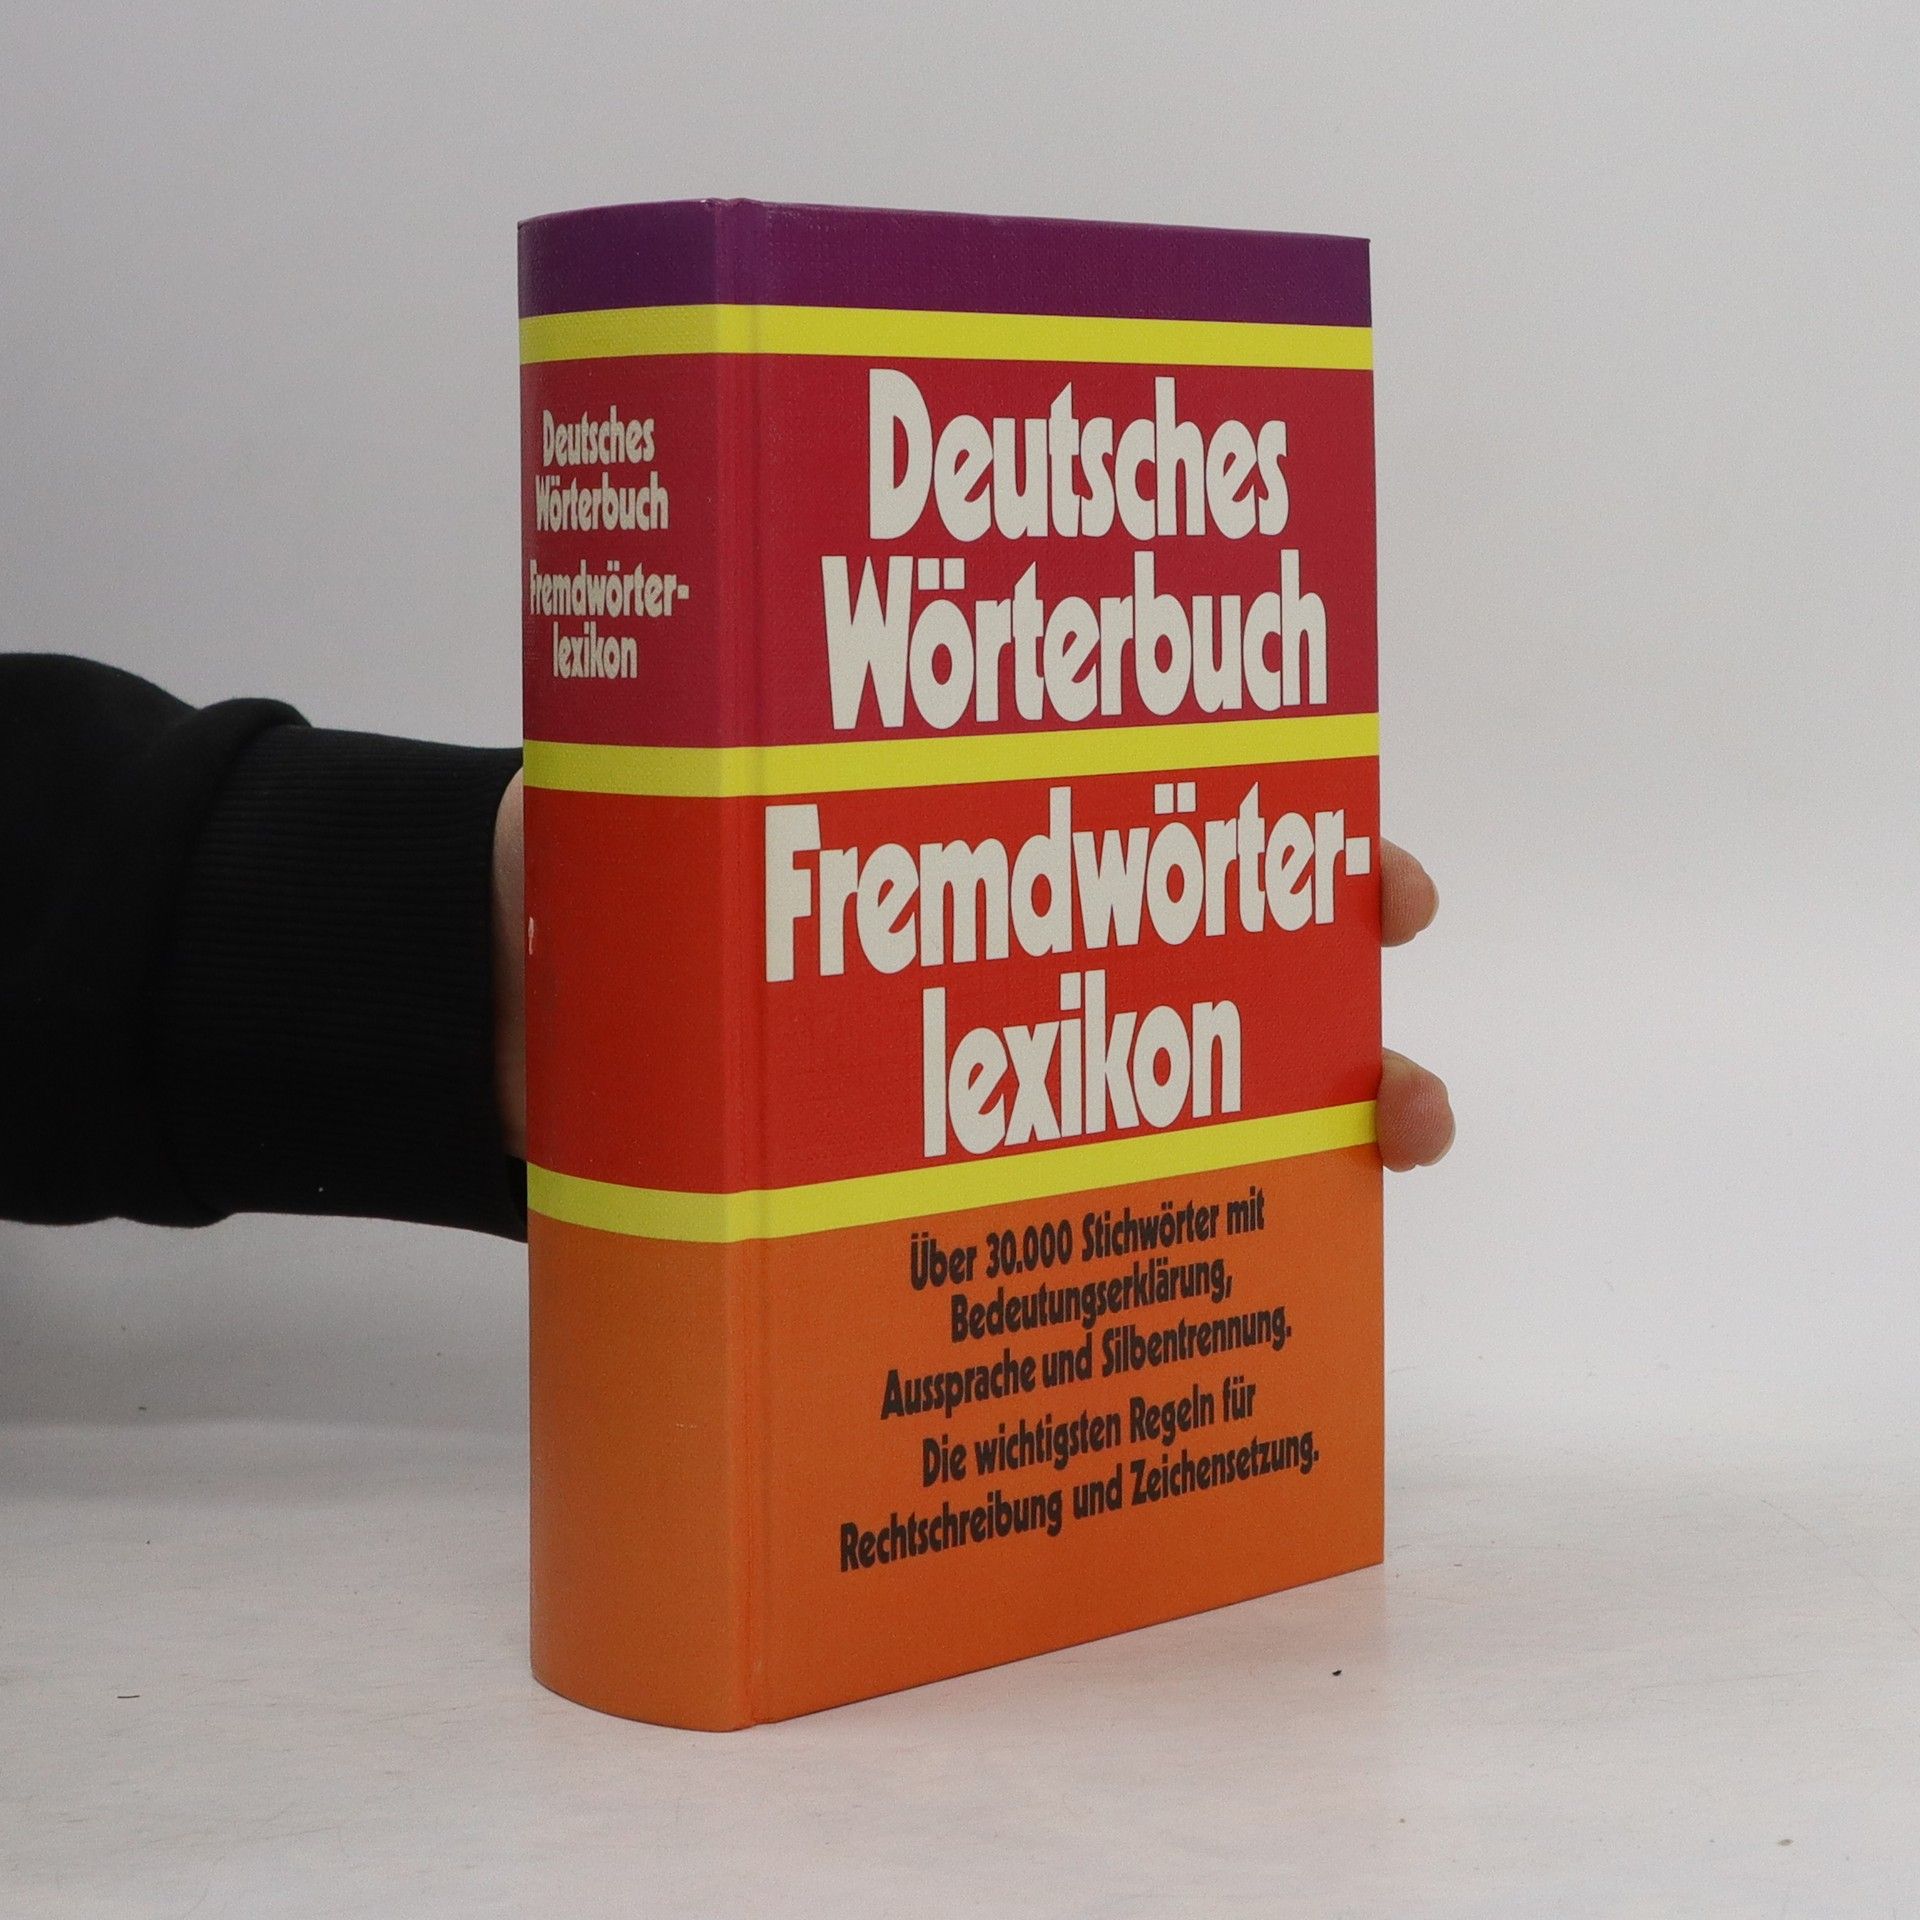 Deutsches
Wörterbuch
Fremdwörter-
lexikon
Deutsches
Wörterbuch
Fremdwörter-
lexikon
Über 30.000 Stichwörter mit
Bedeutungserklärung,
Aussprache und Silbentrennung.
Die wichtigsten Regeln für
Rechtschreibung und Zeichensetzung.